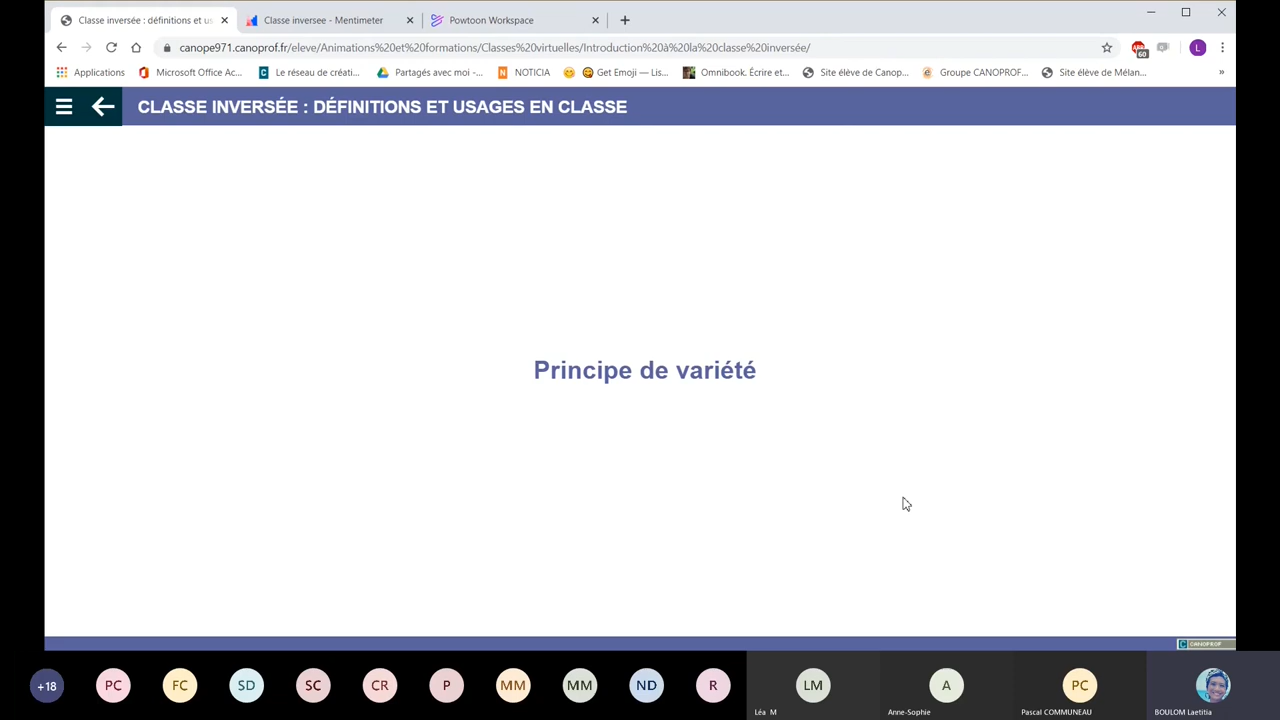 Classe inversée : définitions et us
Classe inversee - Mentimeter
Powtoon Workspace
canope971.canoprof.fr/eleve/Animations%20et%20formations/Classes%20virtuelles/Introduction%20à%20la%20classe%20inversée/
60
L
Applications
Microsoft Office Ac...
Le réseau de créati...
Partagés avec moi -...
NOTICIA
Get Emoji — Lis...
Omnibook. Écrire et...
Site élève de Canop...
Groupe CANOPROF...
Site élève de Mélan...
»
CLASSE INVERSÉE : DÉFINITIONS ET USAGES EN CLASSE
Principe de variété
CANOPROF
+18
PC
FC
SD
SC
CR
P
MM
MM
ND
R
LM
A
PC
Léa M
Anne-Sophie
Pascal COMMUNEAU
BOULOM Laetitia